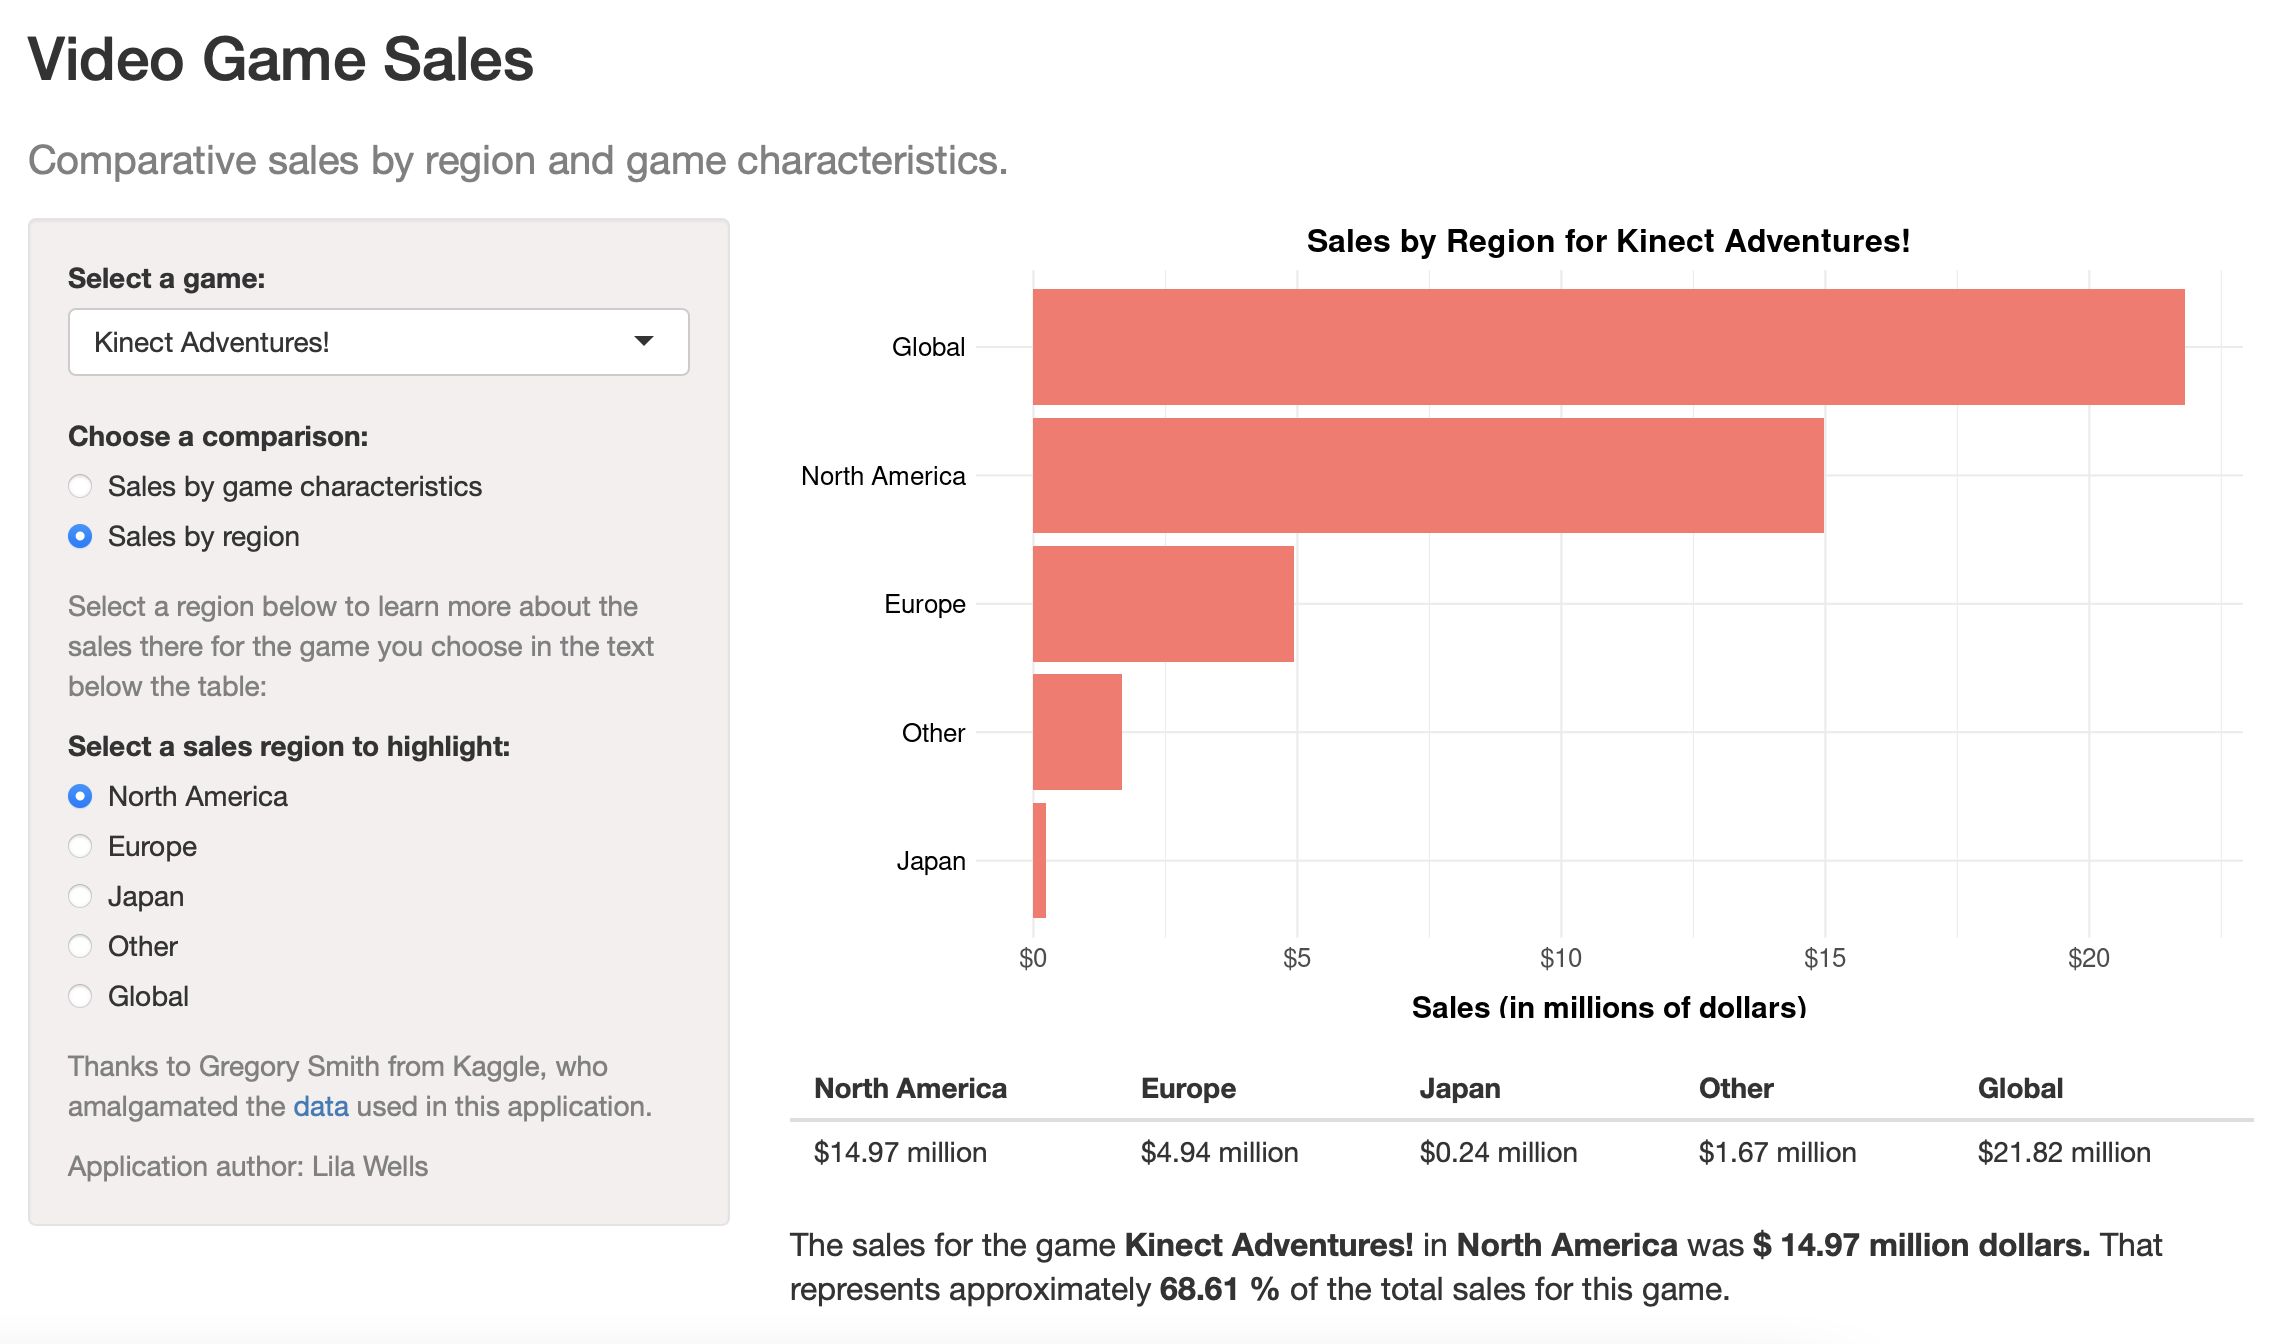 Video Game Sales
Comparative sales by region and game characteristics.
Select a game:
Kinect Adventures!
Choose a comparison:
Sales by game characteristics
Sales by region
Select a region below to learn more about the
sales there for the game you choose in the text
below the table:
Select a sales region to highlight:
North America
Europe
Japan
Other
Global
Thanks to Gregory Smith from Kaggle, who
amalgamated the data used in this application.
Application author: Lila Wells
Sales by Region for Kinect Adventures!
Global
North America
Europe
Other
Japan
$0 $5 $10 $15 $20
Sales (in millions of dollars)
North America Europe Japan Other Global
$14.97 million $4.94 million $0.24 million $1.67 million $21.82 million
The sales for the game Kinect Adventures! in North America was $ 14.97 million dollars. That
represents approximately 68.61 % of the total sales for this game.